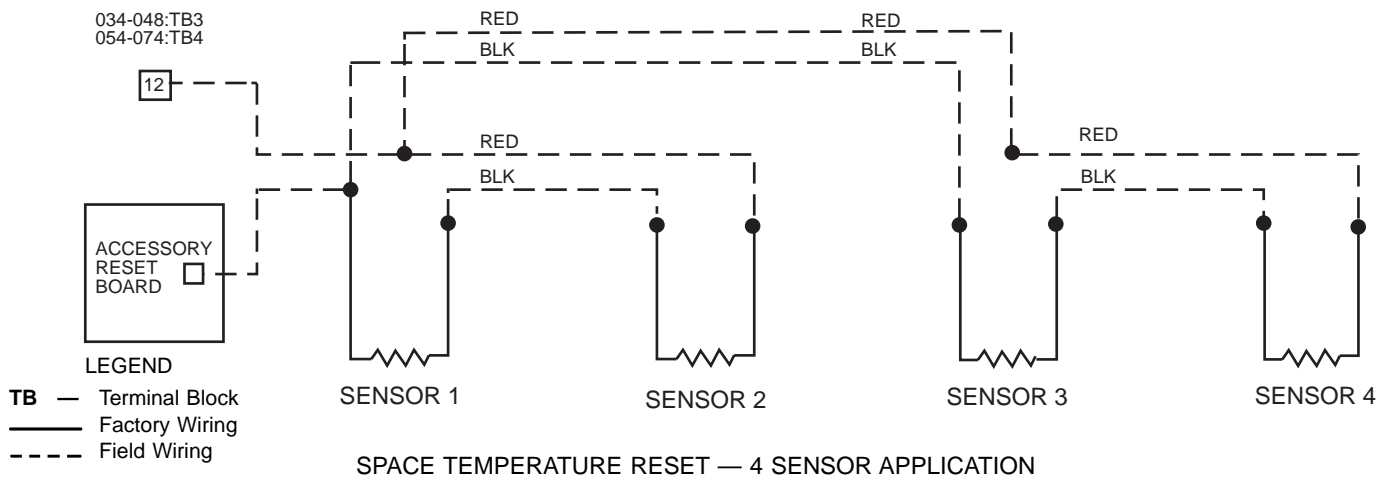 034-048:TB3
054-074:TB4
12
RED
RED
BLK
BLK
RED
BLK
RED
BLK
ACCESSORY
RESET
BOARD
LEGEND
TB — Terminal Block
Factory Wiring
Field Wiring
SENSOR 1
SENSOR 2
SENSOR 3
SENSOR 4
SPACE TEMPERATURE RESET — 4 SENSOR APPLICATION